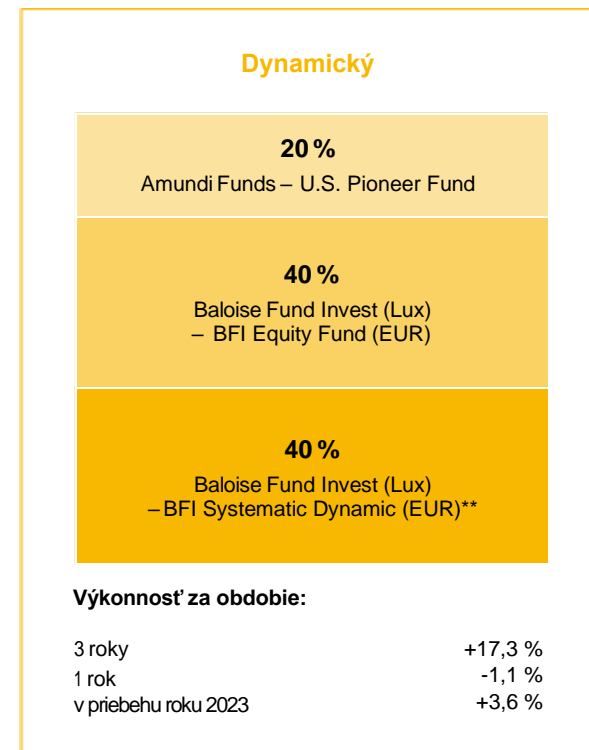 Dynamický
20 %
Amundi Funds – U.S. Pioneer Fund
40 %
Baloise Fund Invest (Lux)
– BFI Equity Fund (EUR)
40 %
Baloise Fund Invest (Lux)
– BFI Systematic Dynamic (EUR)**
Výkonnosť za obdobie:
3 roky +17,3 %
1 rok -1,1 %
v priebehu roku 2023 +3,6 %